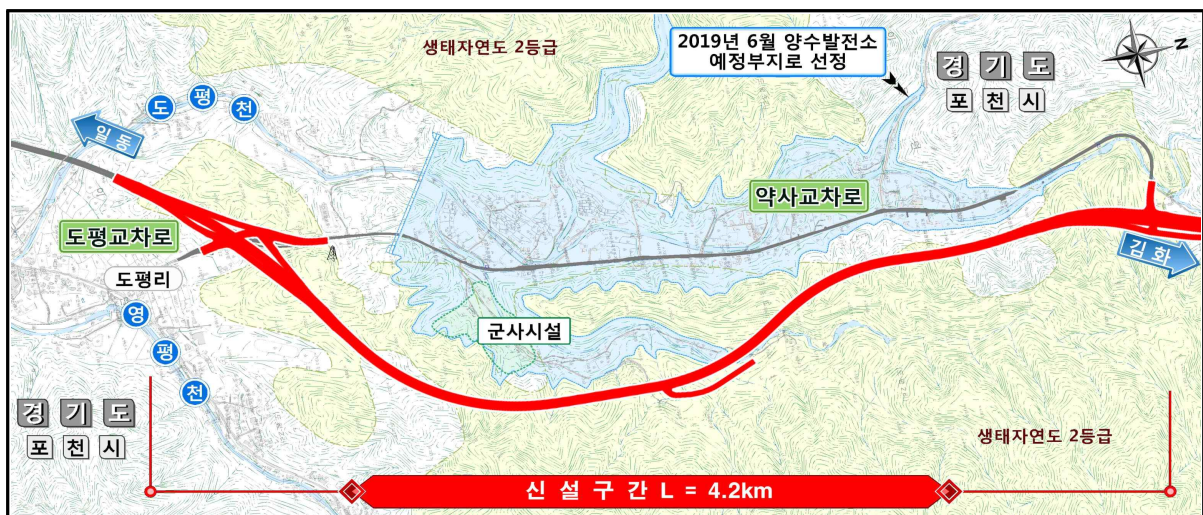 생태자연도 2등급
2019년 6월 양수발전소
예정부지로 선정
경기도
포천시
N
도평천
일동
약사교차로
도평교차로
도평리
김화
군사시설
영평천
경기도
포천시
생태자연도 2등급
신설구간 L = 4.2km